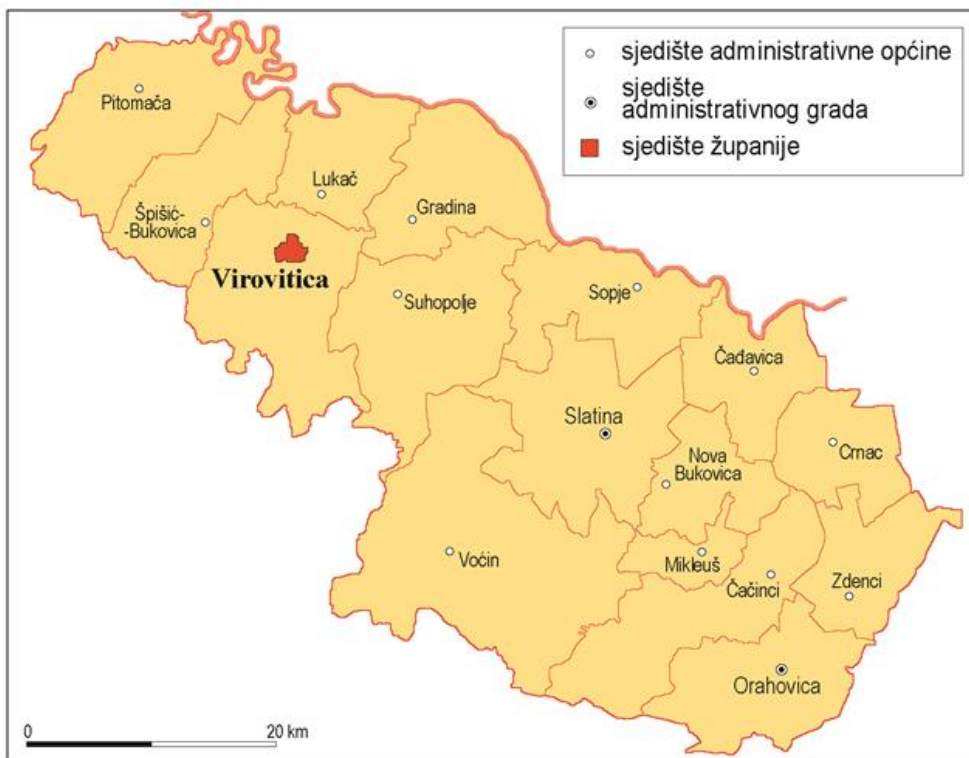 sjedište administrativne općine
sjedište
administrativnog grada
sjedište županije
Pitomača
Lukač
Špišić-
-Bukovica
Gradina
Virovitica
Suhopolje
Sopje
Čađavica
Slatina
Nova
Bukovica
Crnac
Voćin
Mikleuš
Čačinci
Zdenci
Orahovica
0
20 km